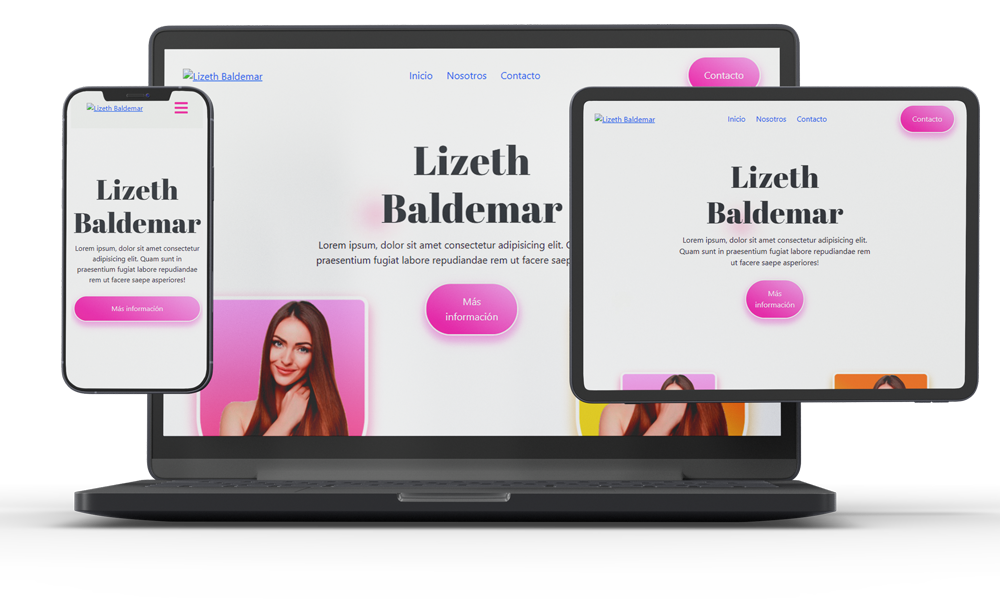 Lizeth Baldemar
Inicio Nosotros Contacto
Contacto
Lizeth
Baldemar
Lorem ipsum, dolor sit amet consectetur adipisicing elit.
praesentium fugiat labore repudiandae rem ut facere
Más
información
Lizeth Baldemar
Lizeth
Baldemar
Lorem ipsum, dolor sit amet consectetur
adipisicing elit. Quam sunt in
praesentium fugiat labore repudiandae
rem ut facere saepe asperiores!
Más información
Lizeth Baldemar
Inicio Nosotros Contacto
Contacto
Lizeth
Baldemar
Lorem ipsum, dolor sit amet consectetur adipisicing elit.
Quam sunt in praesentium fugiat labore repudiandae rem
ut facere saepe asperiores!
Más
información